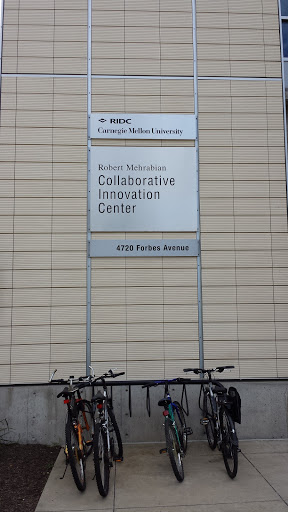 RIDC
Carnegie Mellon University
Robert Mehrabian
Collaborative
Innovation
Center
4720 Forbes Avenue